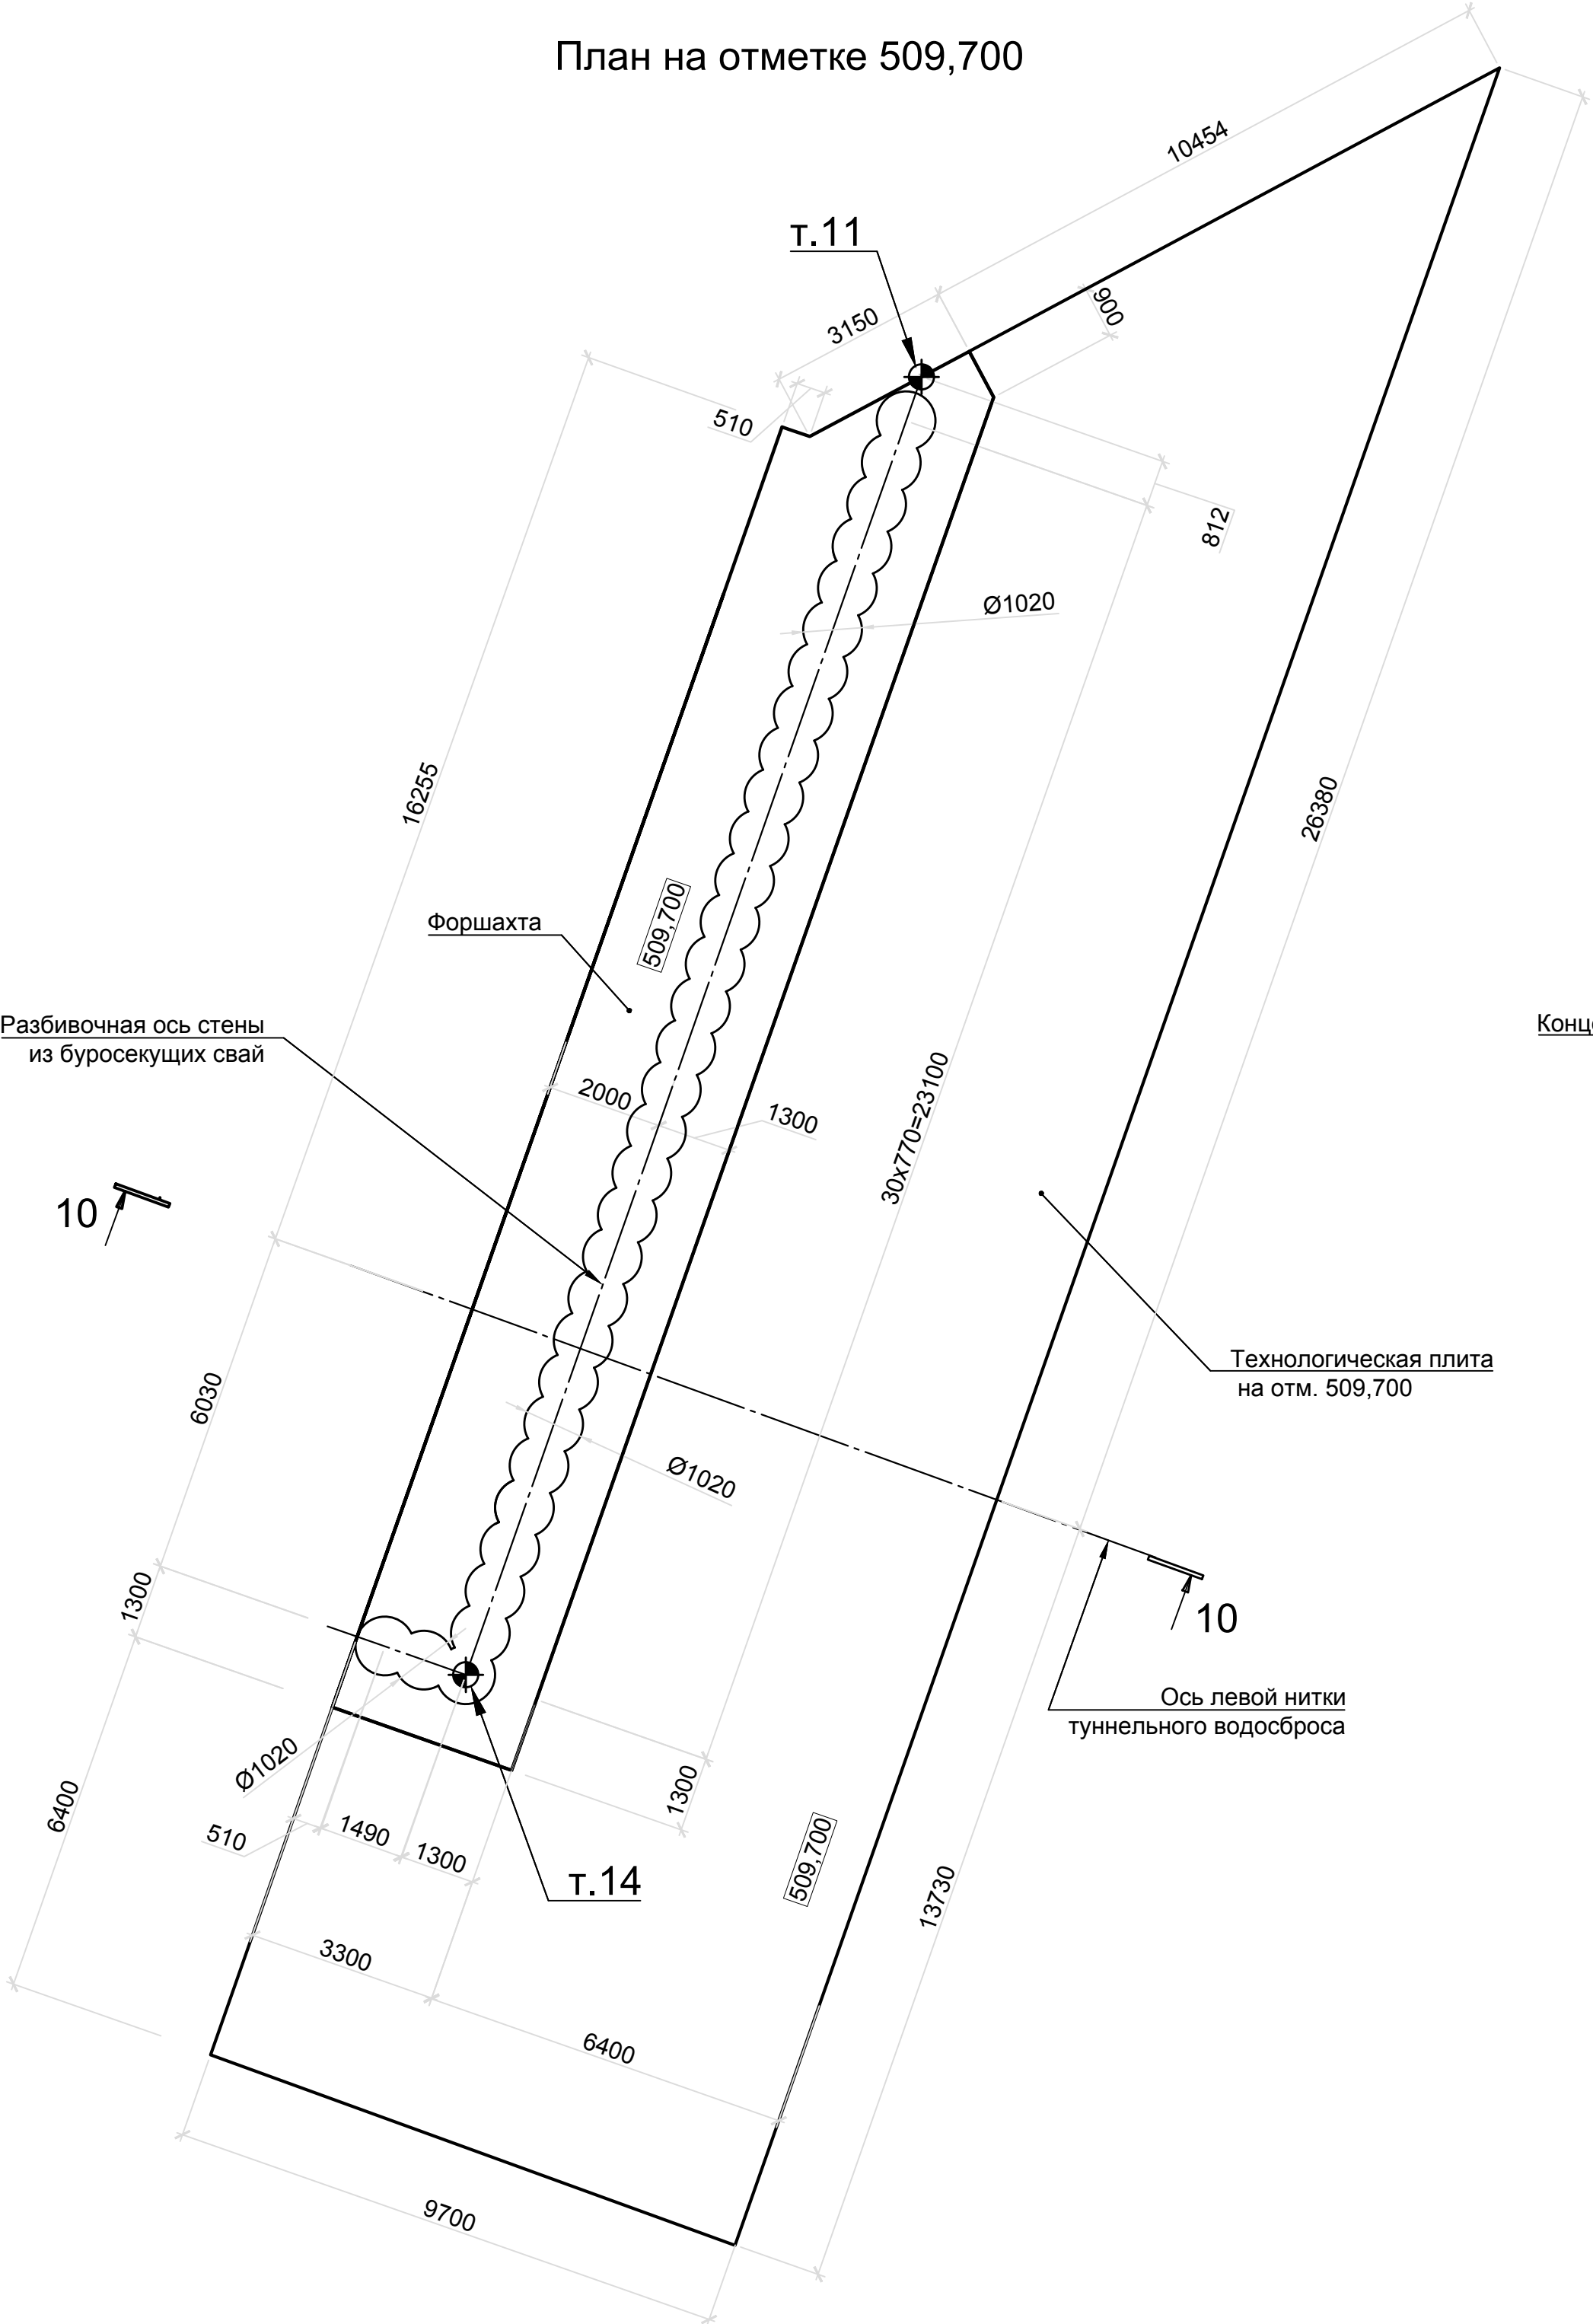 План на отметке 509,700
10454
т.11
900
3150
510
812
Ø1020
16255
26380
509,700
Форшахта
Разбивочная ось стены
из буросекущих свай
2000
1300
30х770=23100
10
6030
Технологическая плита
на отм. 509,700
Ø1020
1300
10
Ось левой нитки
туннельного водосброса
Ø1020
1300
6400
510
1490
1300
т.14
509,700
13730
3300
6400
9700